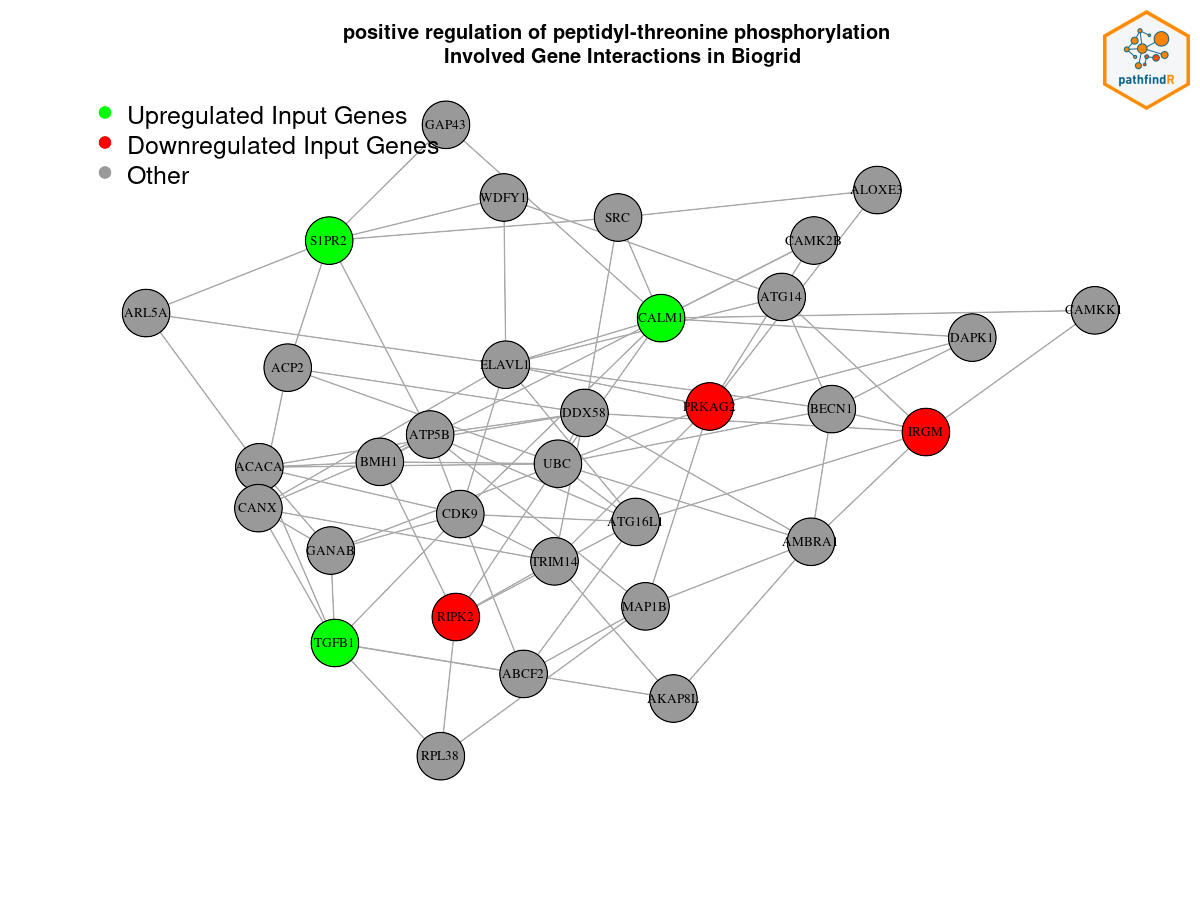 positive regulation of peptidyl-threonine phosphorylation
Involved Gene Interactions in Biogrid
pathfindR
Upregulated Input Genes
Downregulated Input Genes
Other
GAP43
WDFY1
SRC
ALOXE3
S1PR2
CAMK2B
ATG14
ARL5A
CALM1
CAMKK1
DAPK1
ACP2
ELAVL1
DDX58
PRKAG2
BECN1
IRGM
ATP5B
BMH1
UBC
ACACA
CANX
CDK9
ATG16L1
GANAB
TRIM14
AMBRA1
MAP1B
RIPK2
TGFB1
ABCF2
AKAP8L
RPL38